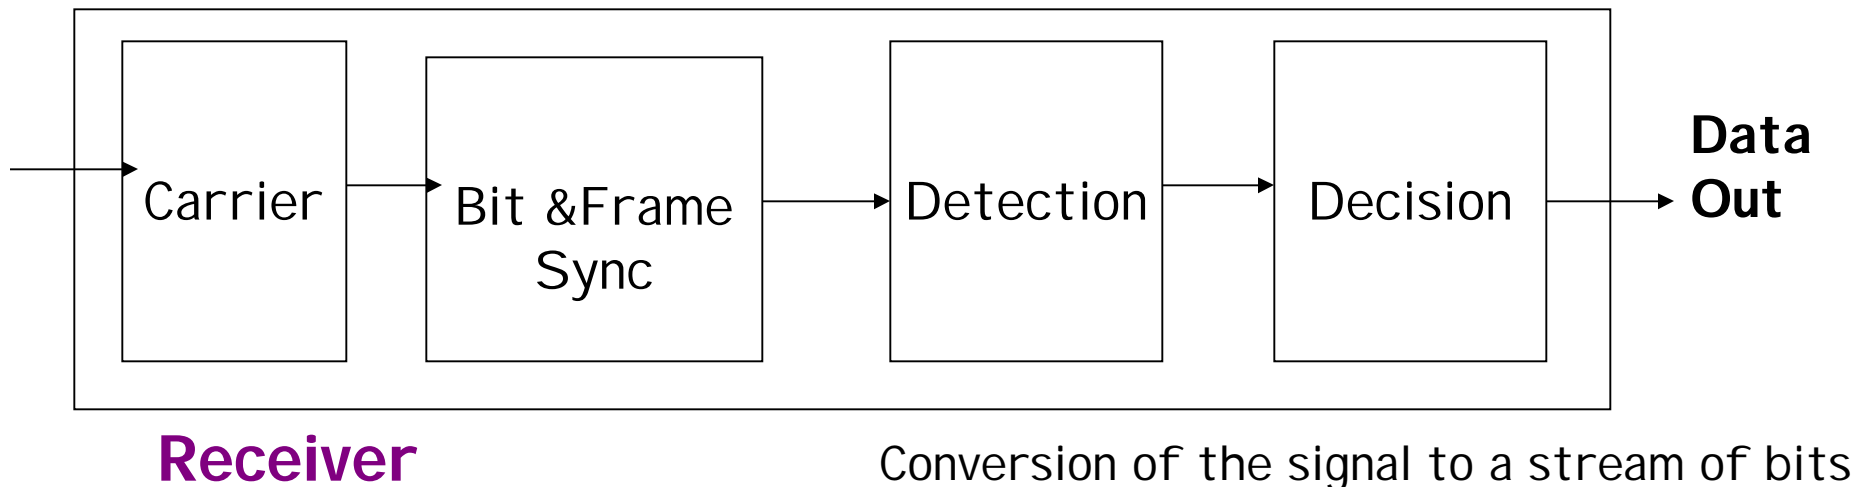 Carrier
Bit &Frame
Sync
Detection
Decision
Data
Out
Receiver
Conversion of the signal to a stream of bits